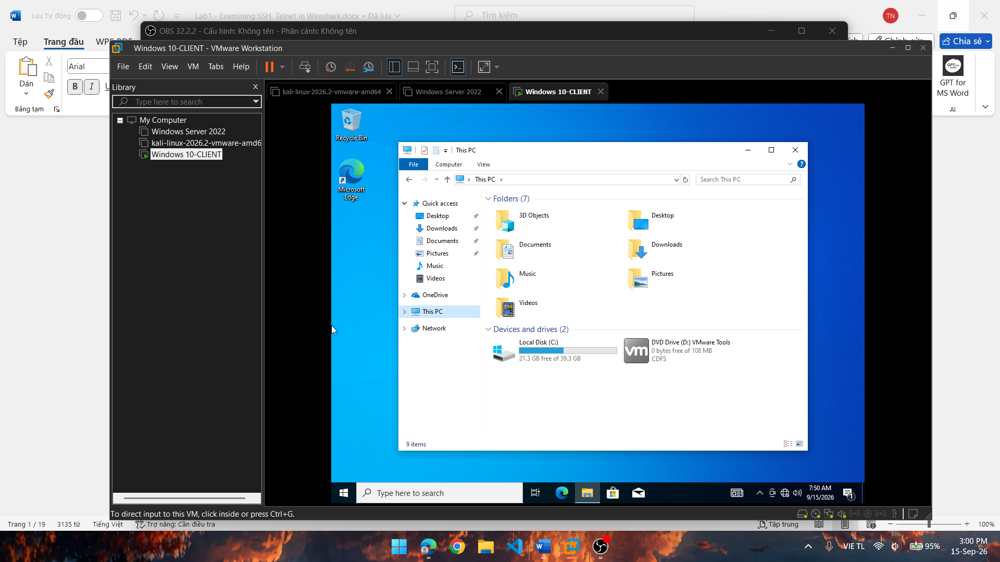 Lưu Tự động
Lab1 - Examining SSH Telnet in Wireshark.docx • Đã lưu
Tìm kiếm
TN
OBS 32.2.2 - Cấu hình: Không tên - Phân cảnh: Không tên
Tệp
Trang đầu
Chia sẻ
Windows 10-CLIENT - VMware Workstation
Dán
Arial
B
I
Bảng tạm
GPT for
MS Word
AI
File Edit View VM Tabs Help
Library
Type here to search
My Computer
Windows Server 2022
kali-linux-2026.2-vmware-amd6
Windows 10-CLIENT
kali-linux-2026.2-vmware-amd64
Windows Server 2022
Windows 10-CLIENT
Recycle Bin
Microsoft
Edge
This PC
File Computer View
This PC
Search This PC
Quick access
Desktop
Downloads
Documents
Pictures
Music
Videos
OneDrive
This PC
Network
Folders (7)
3D Objects
Desktop
Documents
Downloads
Music
Pictures
Videos
Devices and drives (2)
Local Disk (C:)
21.3 GB free of 39.3 GB
vm
DVD Drive (D:) VMware Tools
0 bytes free of 108 MB
CDFS
9 items
Type here to search
7:50 AM
9/15/2026
1
To direct input to this VM, click inside or press Ctrl+G.
Trang 1 / 19
3135 từ
Tiếng Việt
Trợ năng: Cần điều tra
Tập trung
100%
VIE TL
95%
3:00 PM
15-Sep-26